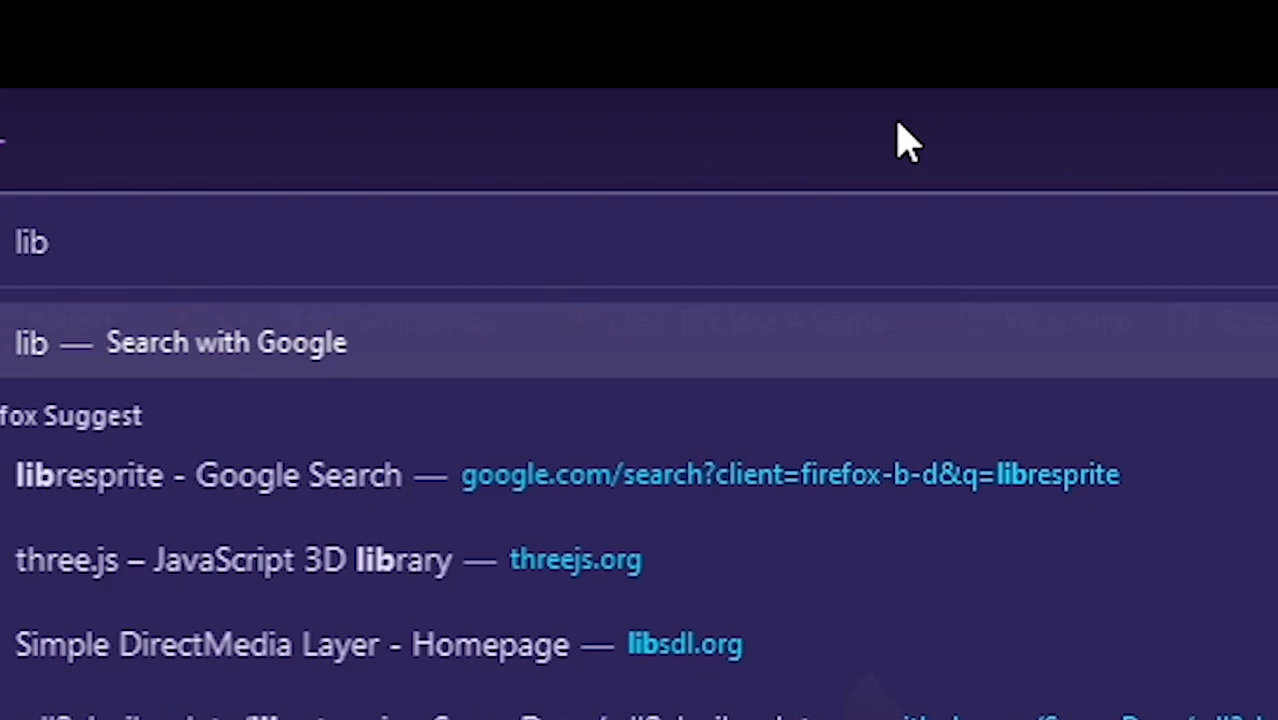 lib
lib — Search with Google
fox Suggest
libresprite - Google Search — google.com/search?client=firefox-b-d&q=libresprite
three.js – JavaScript 3D library — threejs.org
Simple DirectMedia Layer - Homepage — libsdl.org